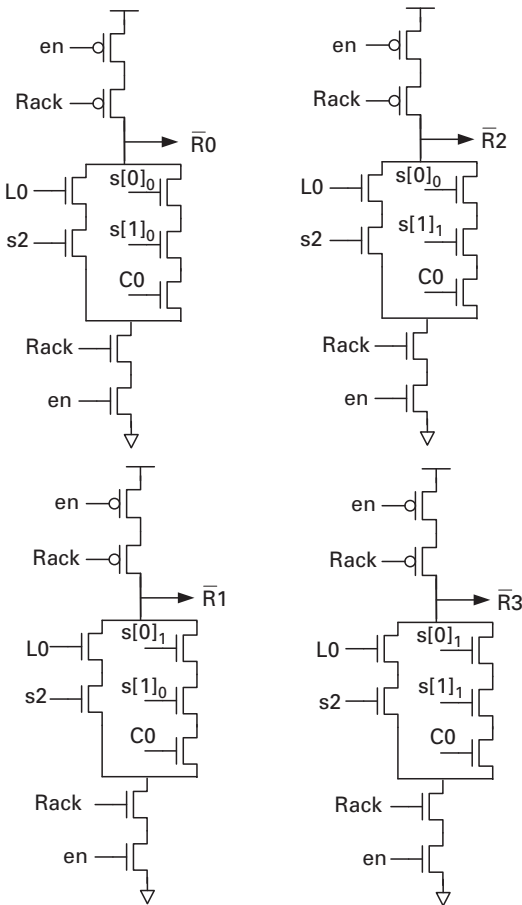 en
Rack
R̅0
L0
s[0]₀
s2
s[1]₀
C0
Rack
en
en
Rack
R̅2
L0
s[0]₀
s2
s[1]₁
C0
Rack
en
en
Rack
R̅1
L0
s[0]₁
s2
s[1]₀
C0
Rack
en
en
Rack
R̅3
L0
s[0]₁
s2
s[1]₁
C0
Rack
en